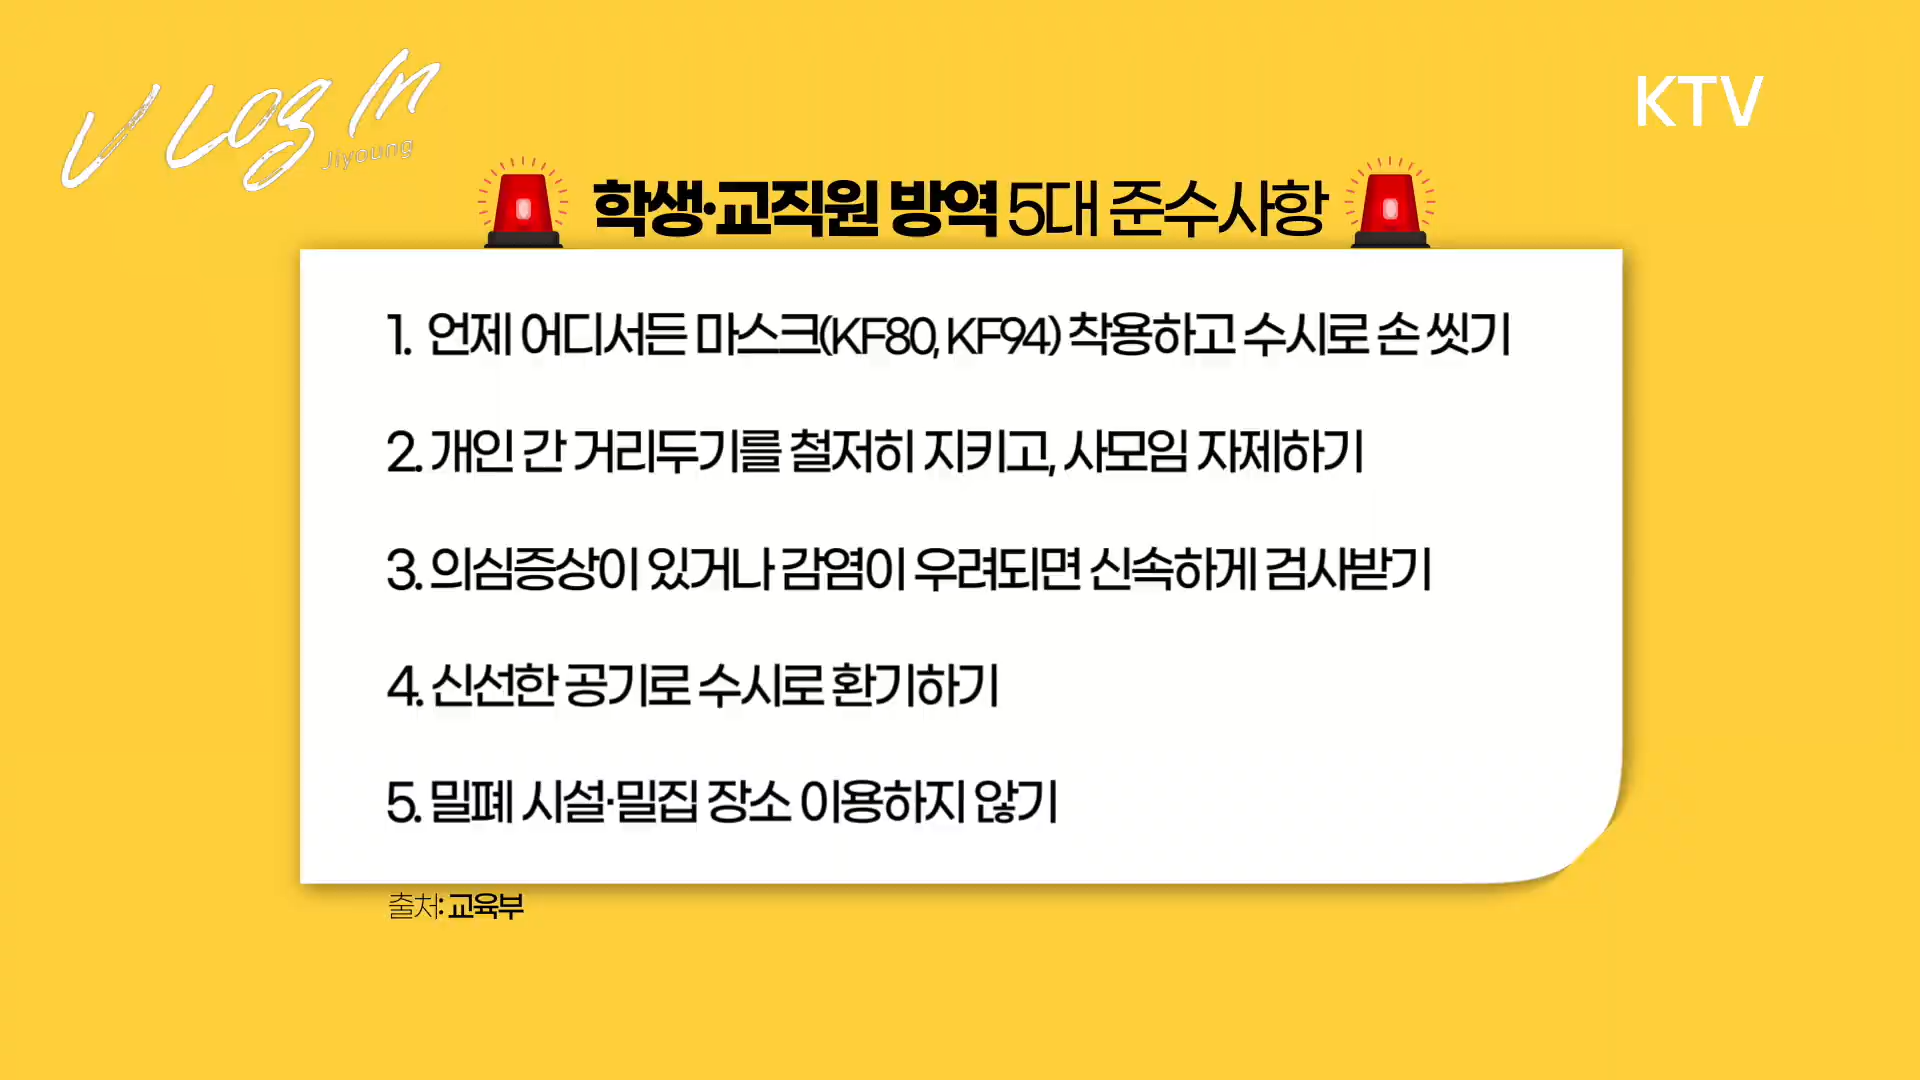 V Log In
Jiyoung
KTV
학생·교직원 방역 5대 준수사항
1. 언제 어디서든 마스크(KF80, KF94) 착용하고 수시로 손 씻기
2. 개인 간 거리두기를 철저히 지키고, 사모임 자제하기
3. 의심증상이 있거나 감염이 우려되면 신속하게 검사받기
4. 신선한 공기로 수시로 환기하기
5. 밀폐 시설·밀집 장소 이용하지 않기
출처: 교육부